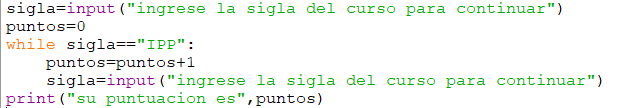 sigla=input("ingrese la sigla del curso para continuar")
puntos=0
while sigla=="IPP":
    puntos=puntos+1
    sigla=input("ingrese la sigla del curso para continuar")
print("su puntuacion es",puntos)